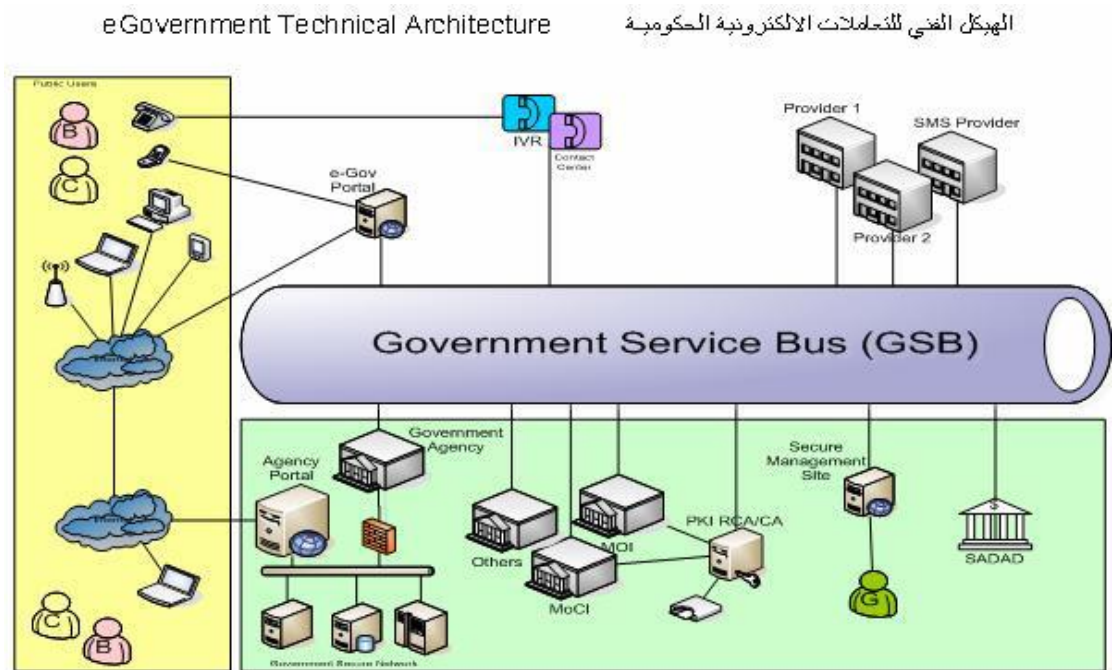 eGovernment Technical Architecture
الهيكل الفني للتعاملات الالكترونية الحكومية
Public Users
B
C
IVR
Contact
Center
e-Gov
Portal
Provider 1
SMS Provider
Provider 2
Government Service Bus (GSB)
Government
Agency
Agency
Portal
Others
MOI
MoCI
PKI RCA/CA
Secure
Management
Site
G
$
SADAD
C
B
Government Secure Network